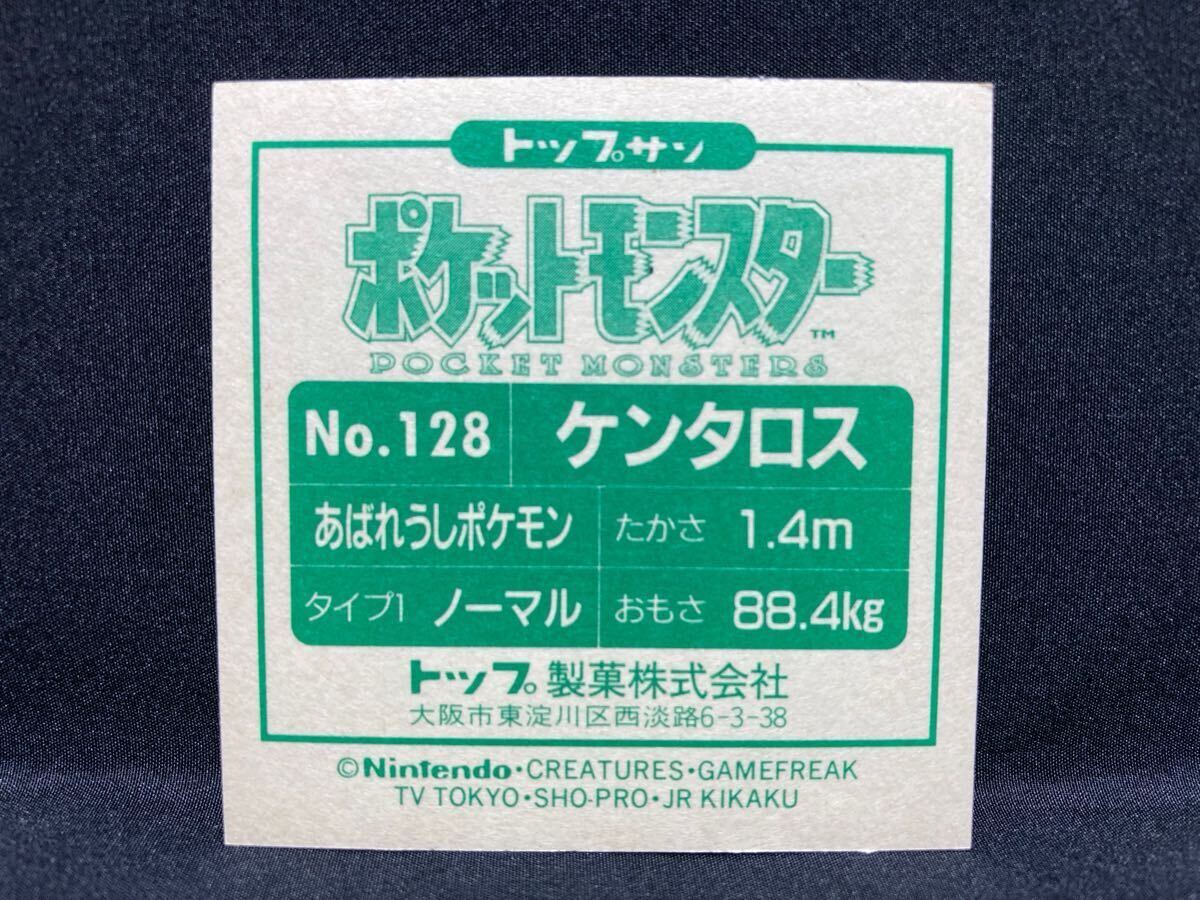 トップサン
ポケットモンスター TM
POCKET MONSTERS
No.128 ケンタロス
あばれうしポケモン たかさ 1.4m
タイプ1 ノーマル おもさ 88.4kg
トップ。製菓株式会社
大阪市東淀川区西淡路6-3-38
©Nintendo・CREATURES・GAMEFREAK
TV TOKYO・SHO-PRO・JR KIKAKU